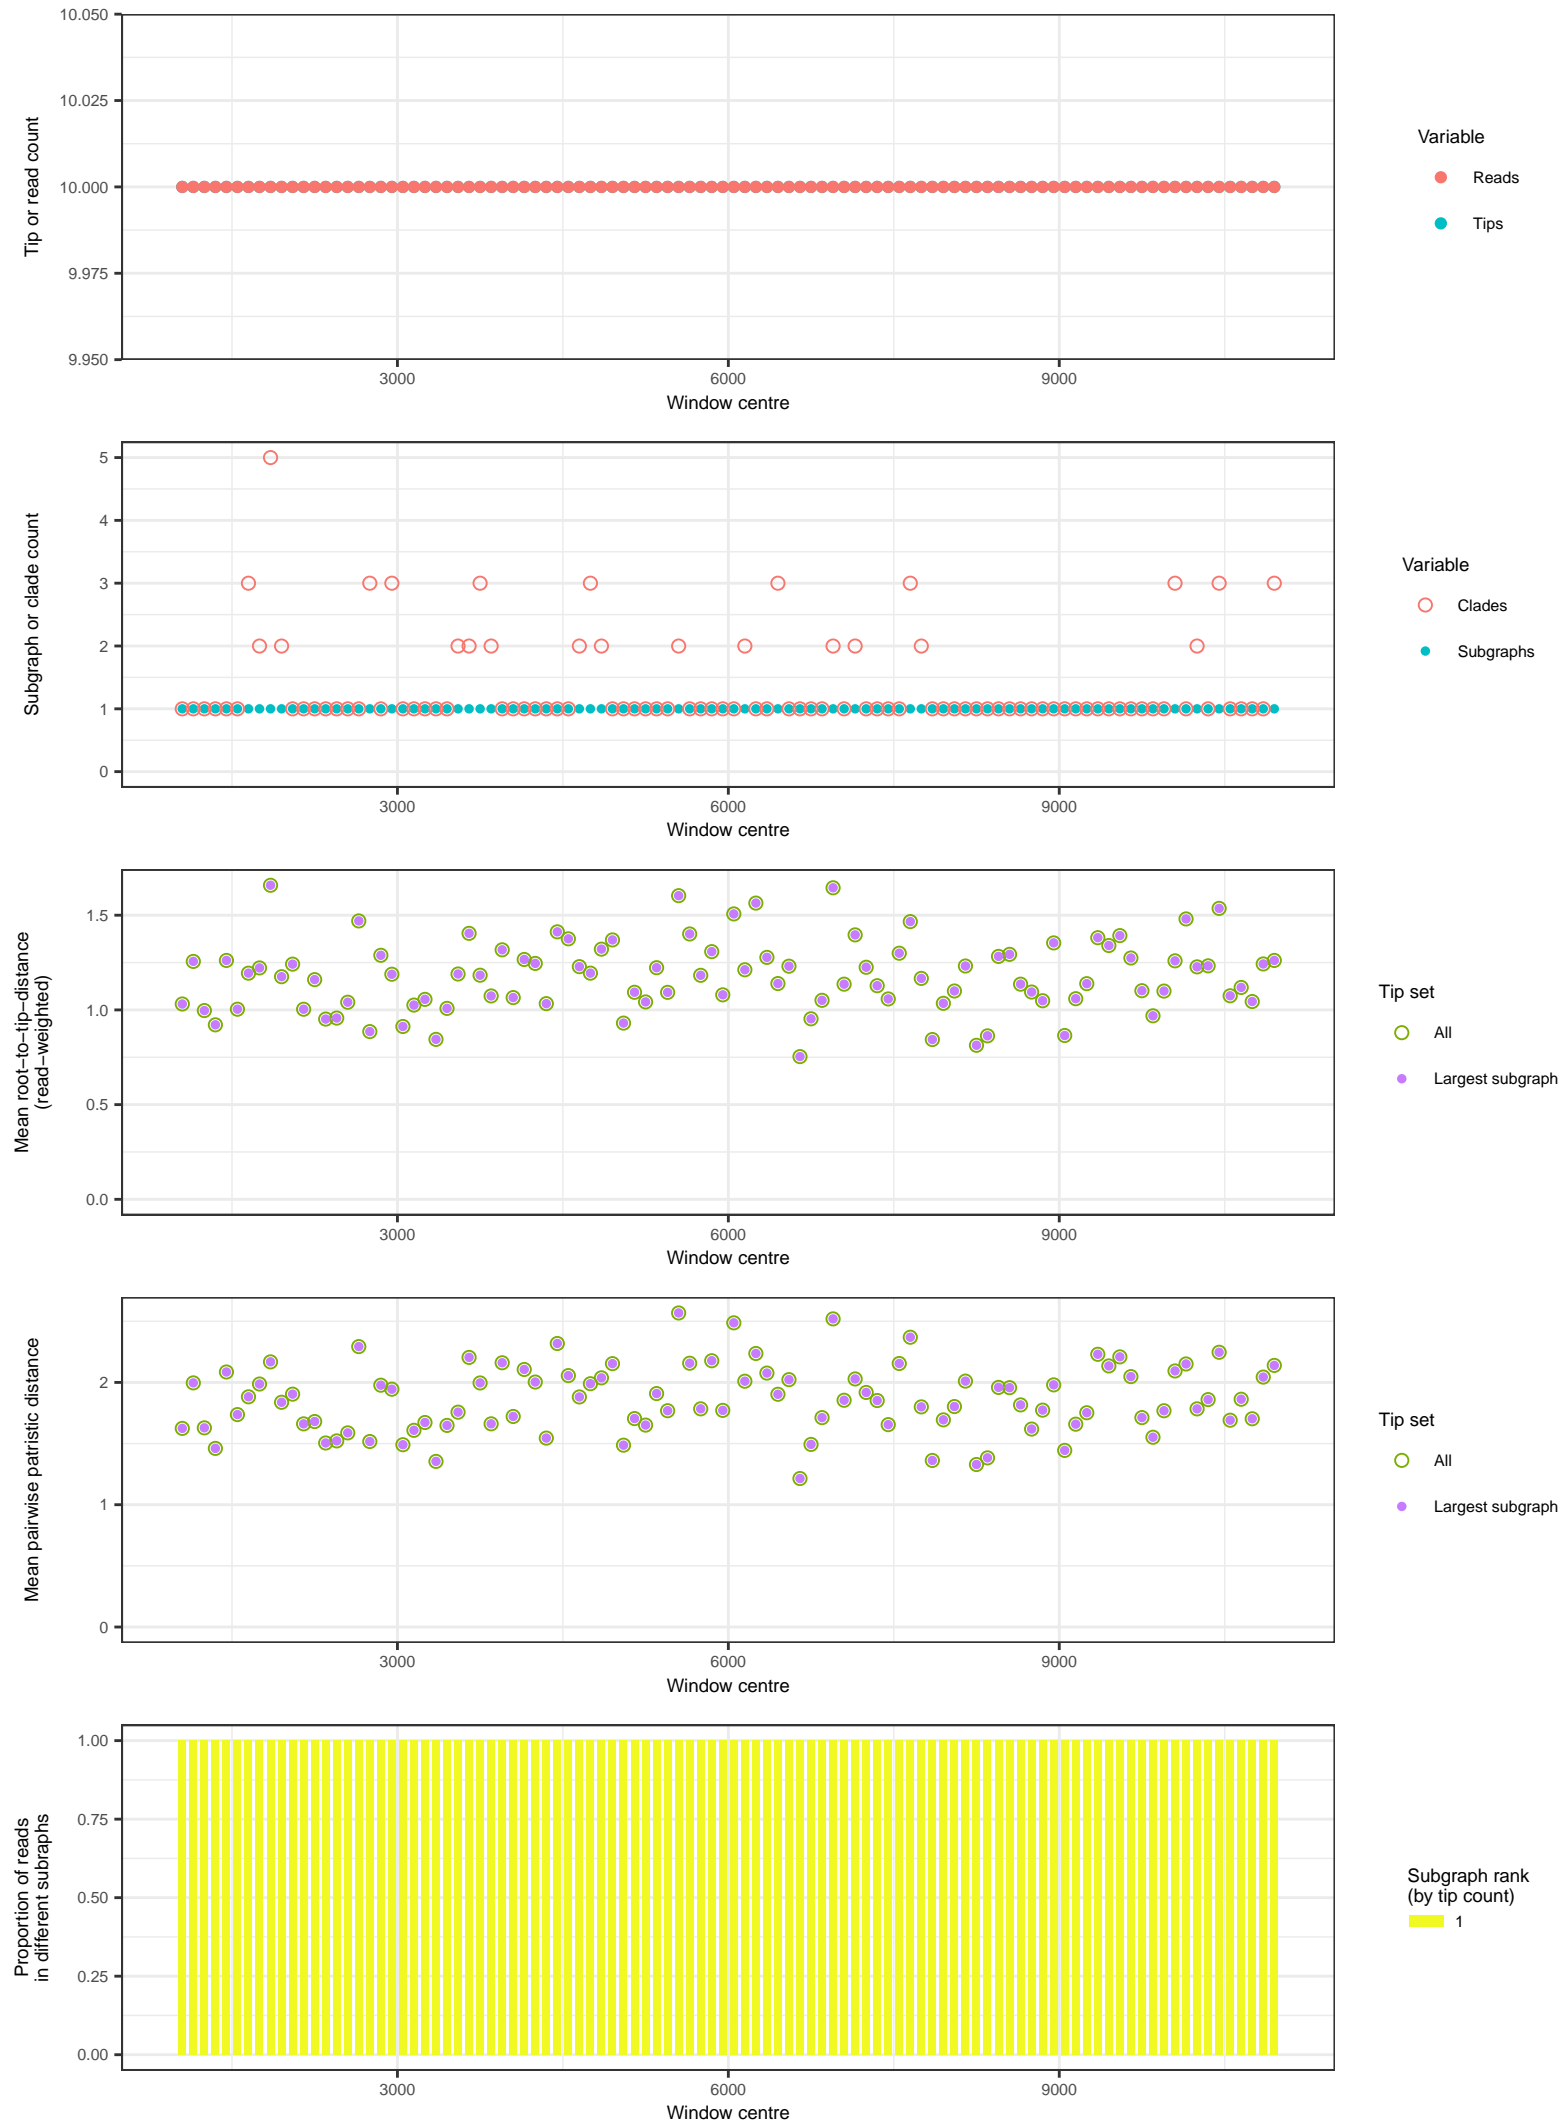 10.050
10.025
10.000
9.975
9.950
Tip or read count
3000
6000
9000
Window centre
Variable
Reads
Tips
5
4
3
2
1
0
Subgraph or clade count
3000
6000
9000
Window centre
Variable
Clades
Subgraphs
1.5
1.0
0.5
0.0
Mean root−to−tip−distance
(read−weighted)
3000
6000
9000
Window centre
Tip set
All
Largest subgraph
2
1
0
Mean pairwise patristic distance
3000
6000
9000
Window centre
Tip set
All
Largest subgraph
1.00
0.75
0.50
0.25
0.00
Proportion of reads
in different subraphs
3000
6000
9000
Window centre
Subgraph rank
(by tip count)
1